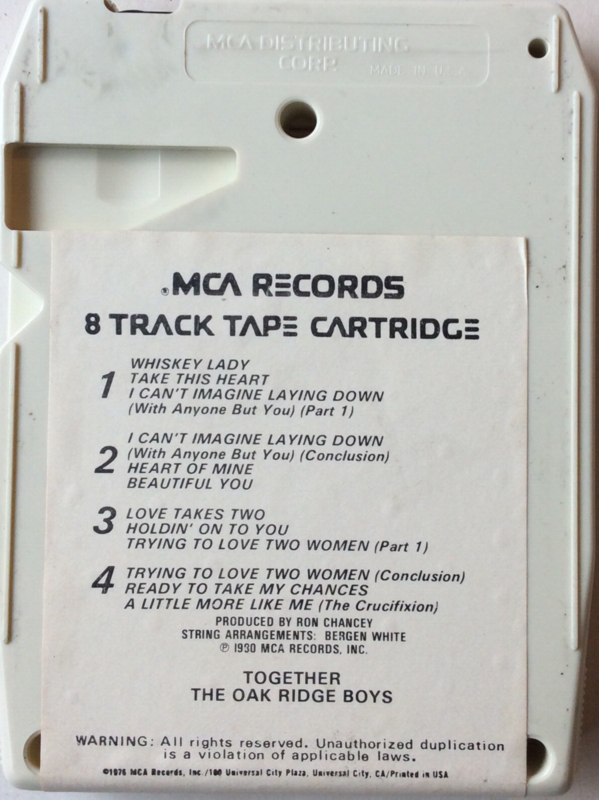 MCA DISTRIBUTING
CORP. MADE IN U.S.A.
®MCA RECORDS
8 TRACK TAPE CARTRIDGE
1 WHISKEY LADY
TAKE THIS HEART
I CAN'T IMAGINE LAYING DOWN
(With Anyone But You) (Part 1)
2 I CAN'T IMAGINE LAYING DOWN
(With Anyone But You) (Conclusion)
HEART OF MINE
BEAUTIFUL YOU
3 LOVE TAKES TWO
HOLDIN' ON TO YOU
TRYING TO LOVE TWO WOMEN (Part 1)
4 TRYING TO LOVE TWO WOMEN (Conclusion)
READY TO TAKE MY CHANCES
A LITTLE MORE LIKE ME (The Crucifixion)
PRODUCED BY RON CHANCEY
STRING ARRANGEMENTS: BERGEN WHITE
℗ 1980 MCA RECORDS, INC.
TOGETHER
THE OAK RIDGE BOYS
WARNING: All rights reserved. Unauthorized duplication
is a violation of applicable laws.
©1976 MCA Records, Inc./100 Universal City Plaza, Universal City, CA/Printed in USA